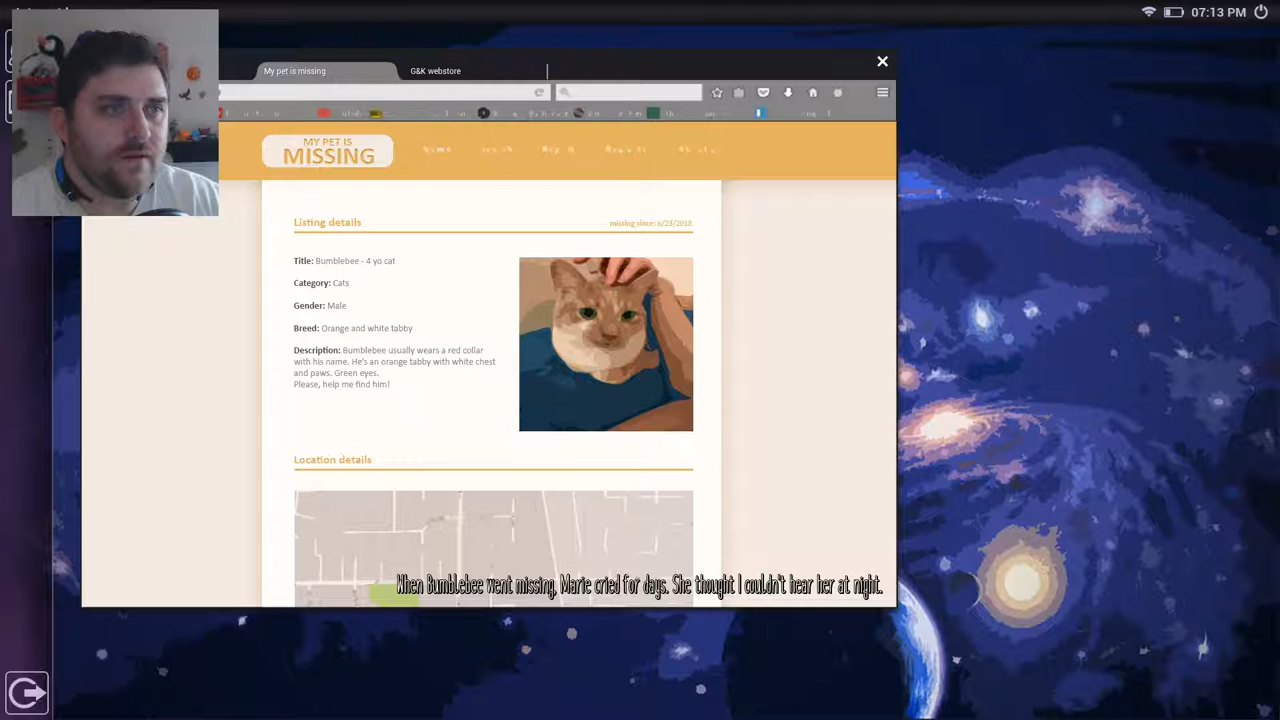 07:13 PM
My pet is missing
G&K webstore
MY PET IS
MISSING
Listing details
missing since: 6/23/2018
Title: Bumblebee - 4 yo cat
Category: Cats
Gender: Male
Breed: Orange and white tabby
Description: Bumblebee usually wears a red collar
with his name. He's an orange tabby with white chest
and paws. Green eyes.
Please, help me find him!
Location details
When Bumblebee went missing, Marie cried for days. She thought I couldn't hear her at night.